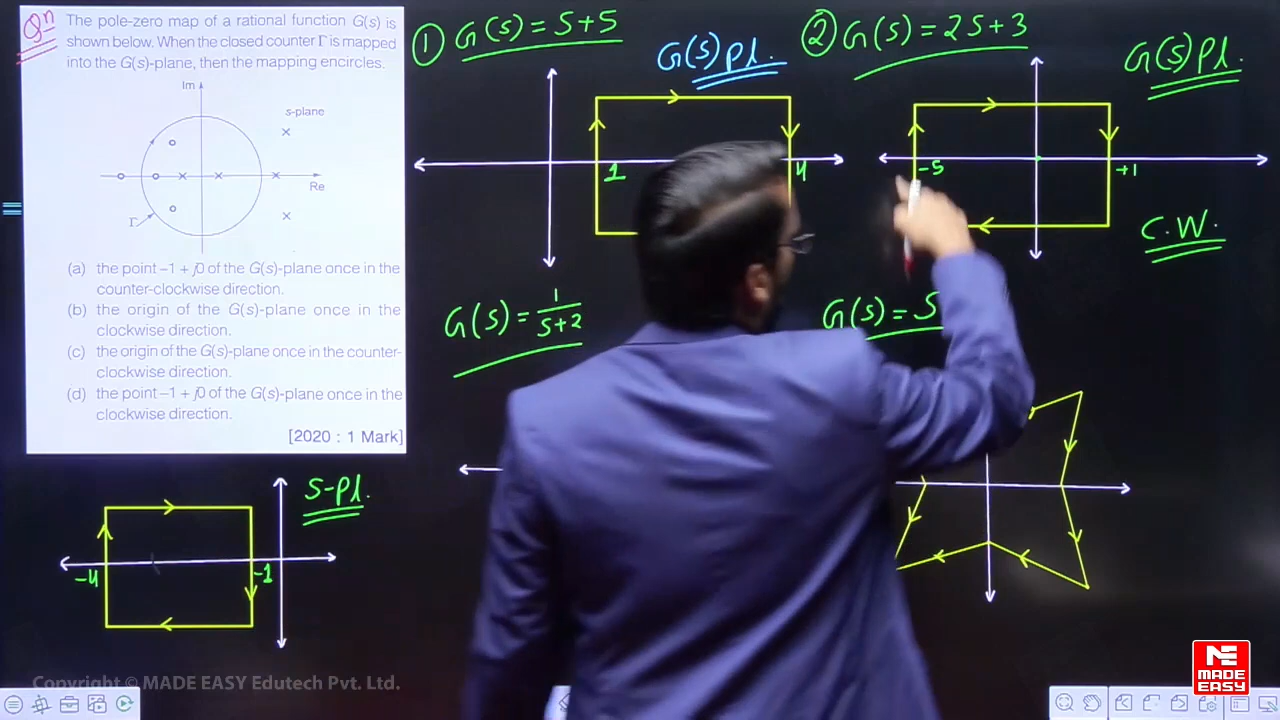 Qn
The pole-zero map of a rational function G(s) is
shown below. When the closed counter Γ is mapped
into the G(s)-plane, then the mapping encircles.
Im
s-plane
Re
Γ
(a) the point –1 + j0 of the G(s)-plane once in the
counter-clockwise direction.
(b) the origin of the G(s)-plane once in the
clockwise direction.
(c) the origin of the G(s)-plane once in the counter-
clockwise direction.
(d) the point –1 + j0 of the G(s)-plane once in the
clockwise direction.
[2020 : 1 Mark]
S-Pl.
-4
-1
① G(s) = S+5
G(s) Pl.
1
4
② G(s) = 2S+3
G(s) Pl.
-5
+1
C.W.
G(s) = 1/(S+2)
G(s) = S
Copyright © MADE EASY Edutech Pvt. Ltd.
ME
MADE
EASY